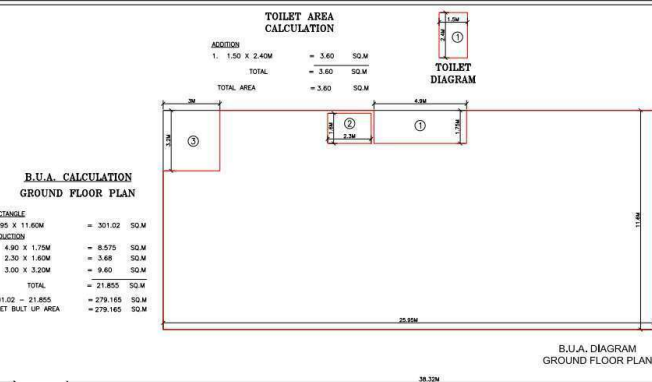 TOILET AREA
CALCULATION
ADDITION
1. 1.50 X 2.40M = 3.60 SQ.M
TOTAL = 3.60 SQ.M
TOTAL AREA = 3.60 SQ.M
1.5M
2.4M
1
TOILET
DIAGRAM
3M
4.9M
3.2M
3
1.6M
2
2.3M
1
1.75M
B.U.A. CALCULATION
GROUND FLOOR PLAN
CTANGLE
95 X 11.60M = 301.02 SQ.M
DUCTION
4.90 X 1.75M = 8.575 SQ.M
2.30 X 1.60M = 3.68 SQ.M
3.00 X 3.20M = 9.60 SQ.M
TOTAL = 21.855 SQ.M
01.02 - 21.855 = 279.165 SQ.M
ET BULT UP AREA = 279.165 SQ.M
11.6M
25.95M
B.U.A. DIAGRAM
GROUND FLOOR PLAN
38.32M